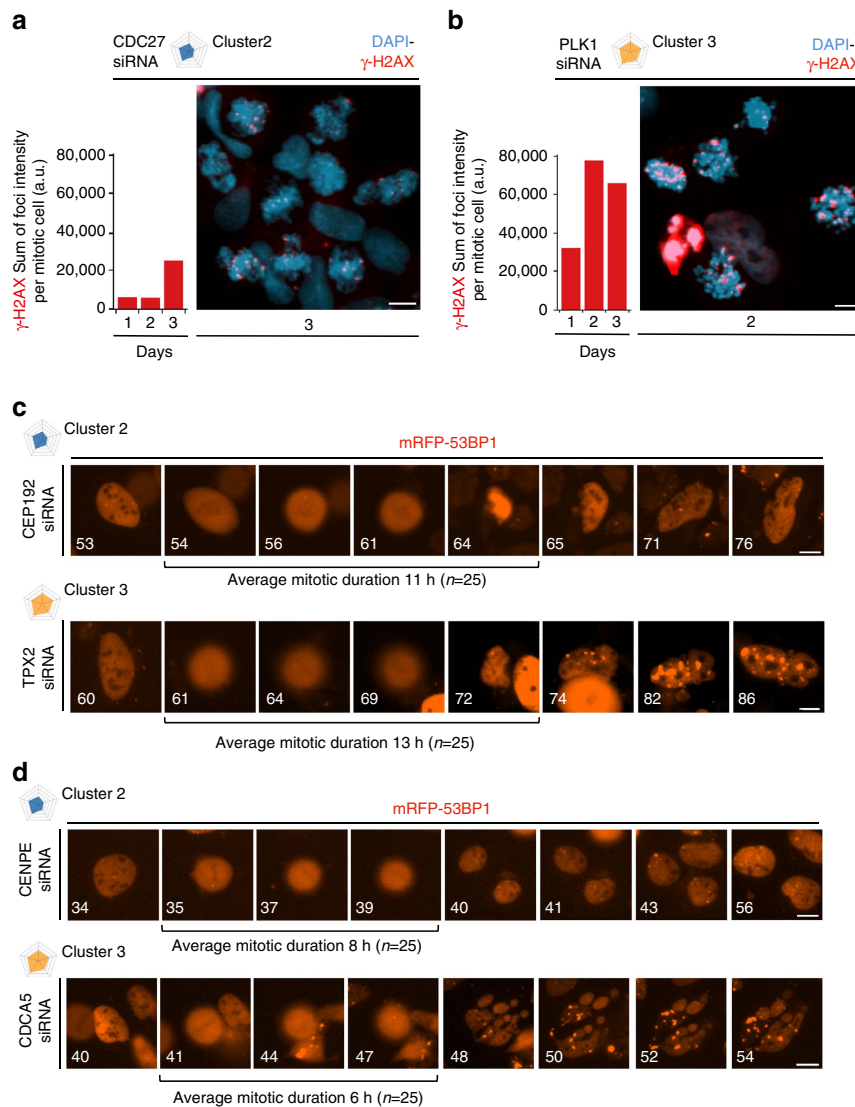 a
CDC27
siRNA
Cluster2
DAPI-
γ-H2AX
γ-H2AX Sum of foci intensity
per mitotic cell (a.u.)
80,000
60,000
40,000
20,000
0
1 2 3
Days
3
b
PLK1
siRNA
Cluster 3
DAPI-
γ-H2AX
γ-H2AX Sum of foci intensity
per mitotic cell (a.u.)
80,000
60,000
40,000
20,000
0
1 2 3
Days
2
c
Cluster 2
mRFP-53BP1
CEP192
siRNA
53 54 56 61 64 65 71 76
Average mitotic duration 11 h (n=25)
Cluster 3
TPX2
siRNA
60 61 64 69 72 74 82 86
Average mitotic duration 13 h (n=25)
d
Cluster 2
mRFP-53BP1
CENPE
siRNA
34 35 37 39 40 41 43 56
Average mitotic duration 8 h (n=25)
Cluster 3
CDCA5
siRNA
40 41 44 47 48 50 52 54
Average mitotic duration 6 h (n=25)